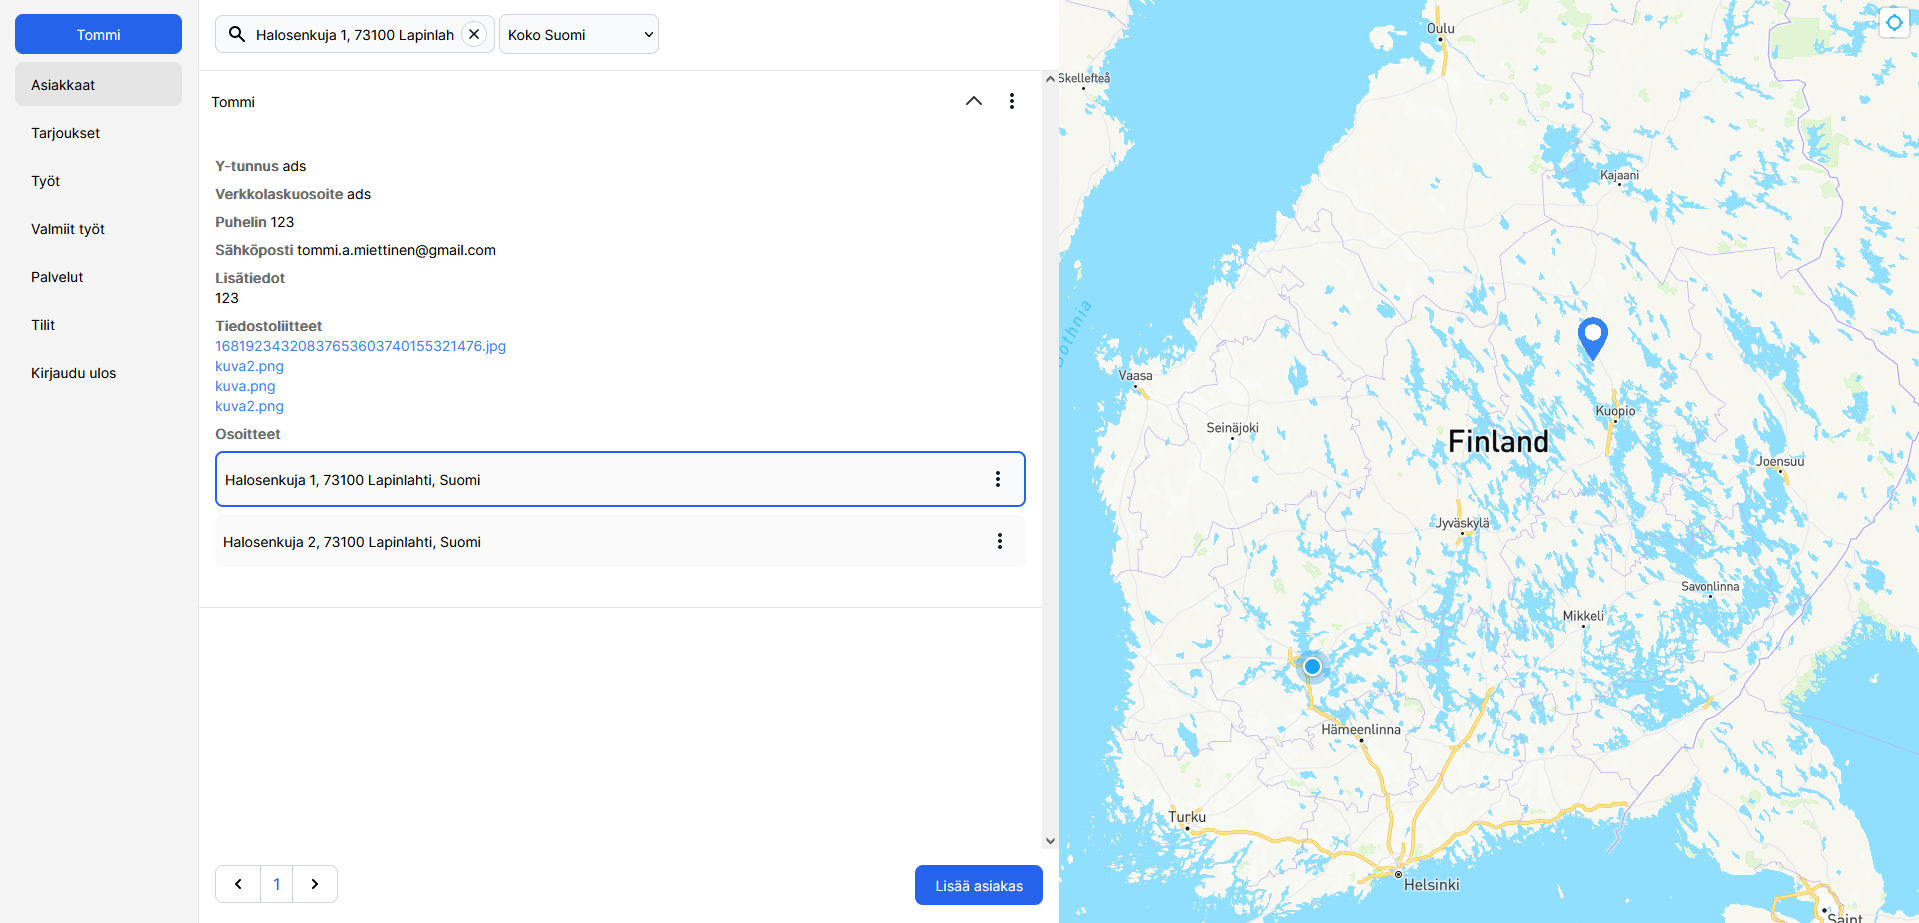 Tommi
Asiakkaat
Tarjoukset
Työt
Valmiit työt
Palvelut
Tilit
Kirjaudu ulos
Halosenkuja 1, 73100 Lapinlah
Koko Suomi
Tommi
Y-tunnus ads
Verkkolaskuosoite ads
Puhelin 123
Sähköposti tommi.a.miettinen@gmail.com
Lisätiedot
123
Tiedostoliitteet
16819234320837653603740155321476.jpg
kuva2.png
kuva.png
kuva2.png
Osoitteet
Halosenkuja 1, 73100 Lapinlahti, Suomi
Halosenkuja 2, 73100 Lapinlahti, Suomi
1
Lisää asiakas
Oulu
Skellefteå
Kajaani
othnia
Vaasa
Seinäjoki
Kuopio
Finland
Joensuu
Jyväskylä
Savonlinna
Mikkeli
Hämeenlinna
Turku
Helsinki
Saint